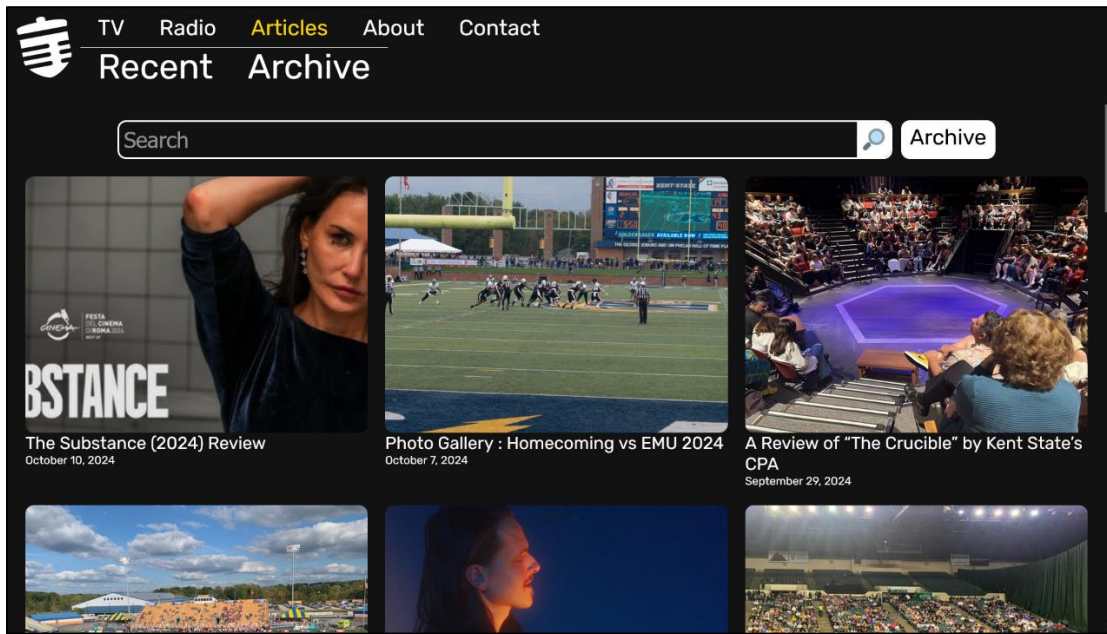 TV Radio Articles About Contact
Recent Archive
Search
Archive
FESTA
DEL CINEMA
DI ROMA 2024
BSTANCE
KENT STATE
AVAILABLE NOW
The Substance (2024) Review
October 10, 2024
Photo Gallery : Homecoming vs EMU 2024
October 7, 2024
A Review of “The Crucible” by Kent State’s
CPA
September 29, 2024